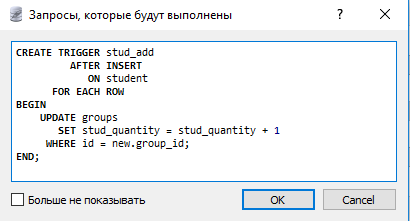 Запросы, которые будут выполнены
CREATE TRIGGER stud_add
AFTER INSERT
ON student
FOR EACH ROW
BEGIN
UPDATE groups
SET stud_quantity = stud_quantity + 1
WHERE id = new.group_id;
END;
Больше не показывать
OK
Cancel